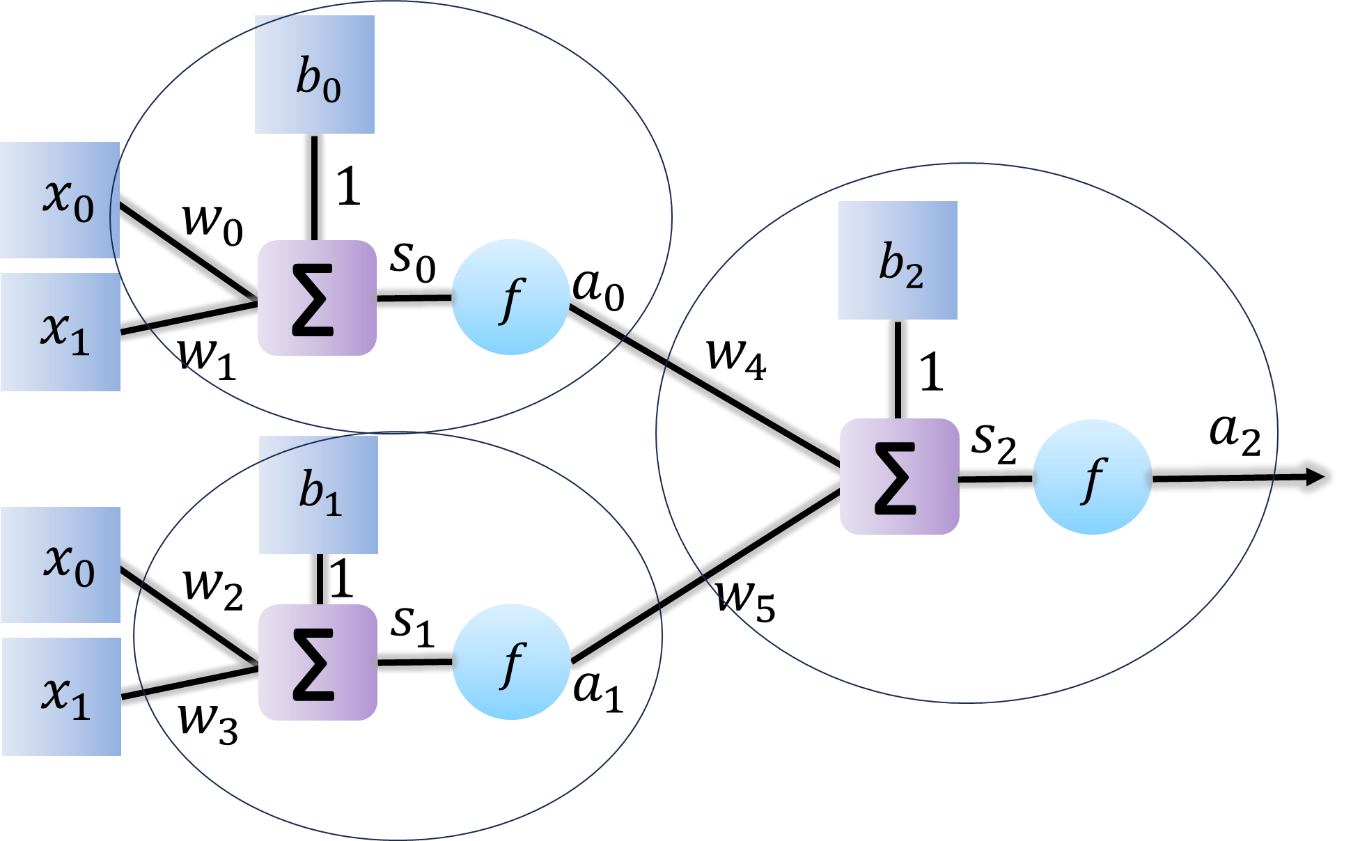 b₀
x₀
w₀
1
x₁
w₁
Σ
s₀
f
a₀
b₁
x₀
w₂
1
x₁
w₃
Σ
s₁
f
a₁
b₂
w₄
1
w₅
Σ
s₂
f
a₂